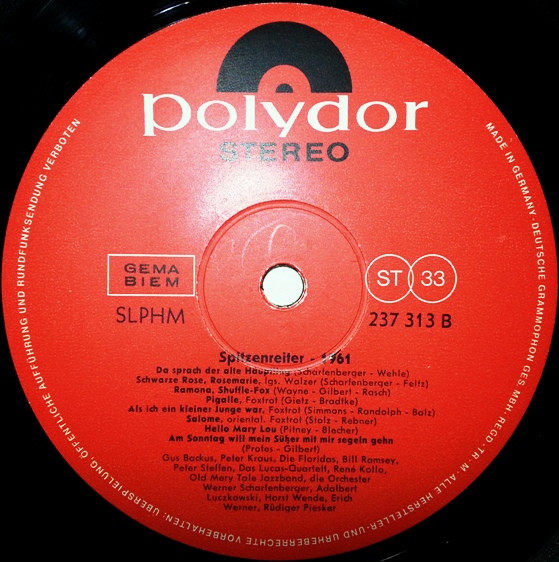 polydor
STEREO
GEMA
BIEM
SLPHM
ST 33
237 313 B
Spitzenreiter - 1961
Da sprach der alte Häuptling (Scharfenberger - Wehle)
Schwarze Rose, Rosemarie, lgs. Walzer (Scharfenberger - Feltz)
Ramona, Shuffle-Fox (Wayne - Gilbert - Rasch)
Pigalle, Foxtrot (Gietz - Bradtke)
Als ich ein kleiner Junge war, Foxtrot (Simmons - Randolph - Balz)
Salome, oriental. Foxtrot (Stolz - Rebner)
Hello Mary Lou (Pitney - Blecher)
Am Sonntag will mein Süßer mit mir segeln gehn
(Profes - Gilbert)
Gus Backus, Peter Kraus, Die Floridas, Bill Ramsey,
Peter Steffen, Das Lucas-Quartett, René Kollo,
Old Mary Tale Jazzband, die Orchester
Werner Scharfenberger, Adalbert
Luczkowski, Horst Wende, Erich
Werner, Rüdiger Piesker
MADE IN GERMANY · DEUTSCHE GRAMMOPHON GES. MBH · REGD · TR · M · ALLE HERSTELLER- UND URHEBERRECHTE VORBEHALTEN · ÜBERSPIELUNG, ÖFFENTLICHE AUFFÜHRUNG UND RUNDFUNKSENDUNG VERBOTEN